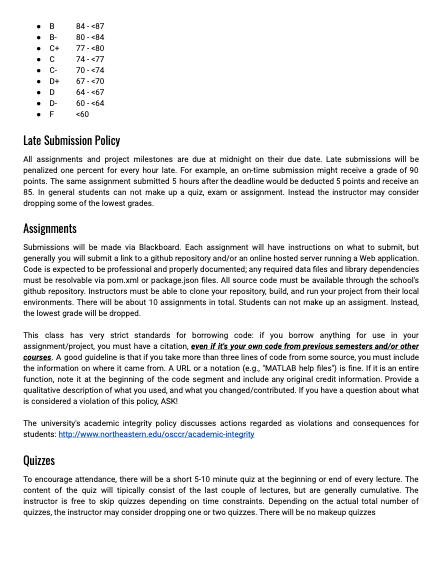 ● B 84 - <87
● B- 80 - <84
● C+ 77 - <80
● C 74 - <77
● C- 70 - <74
● D+ 67 - <70
● D 64 - <67
● D- 60 - <64
● F <60
Late Submission Policy
All assignments and project milestones are due at midnight on their due date. Late submissions will be
penalized one percent for every hour late. For example, an on-time submission might receive a grade of 90
points. The same assignment submitted 5 hours after the deadline would be deducted 5 points and receive an
85. In general students can not make up a quiz, exam or assignment. Instead the instructor may consider
dropping some of the lowest grades.
Assignments
Submissions will be made via Blackboard. Each assignment will have instructions on what to submit, but
generally you will submit a link to a github repository and/or an online hosted server running a Web application.
Code is expected to be professional and properly documented; any required data files and library dependencies
must be resolvable via pom.xml or package.json files. All source code must be available through the school's
github repository. Instructors must be able to clone your repository, build, and run your project from their local
environments. There will be about 10 assignments in total. Students can not make up an assigment. Instead,
the lowest grade will be dropped.
This class has very strict standards for borrowing code: if you borrow anything for use in your
assignment/project, you must have a citation, even if it's your own code from previous semesters and/or other
courses. A good guideline is that if you take more than three lines of code from some source, you must include
the information on where it came from. A URL or a notation (e.g., "MATLAB help files") is fine. If it is an entire
function, note it at the beginning of the code segment and include any original credit information. Provide a
qualitative description of what you used, and what you changed/contributed. If you have a question about what
is considered a violation of this policy, ASK!
The university's academic integrity policy discusses actions regarded as violations and consequences for
students: http://www.northeastern.edu/osccr/academic-integrity
Quizzes
To encourage attendance, there will be a short 5-10 minute quiz at the beginning or end of every lecture. The
content of the quiz will tipically consist of the last couple of lectures, but are generally cumulative. The
instructor is free to skip quizzes depending on time constraints. Depending on the actual total number of
quizzes, the instructor may consider dropping one or two quizzes. There will be no makeup quizzes